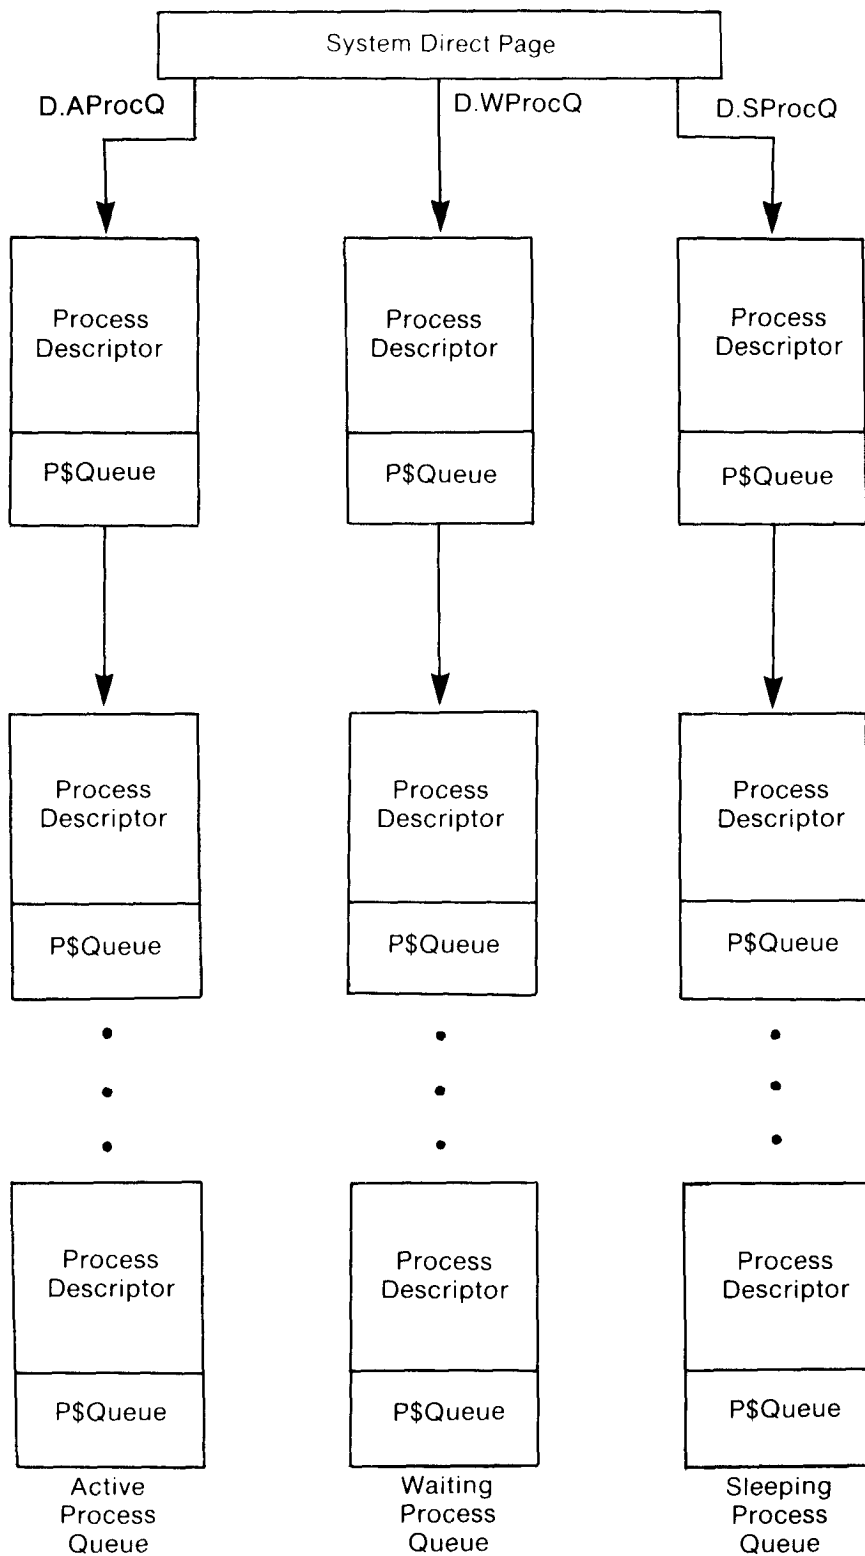 System Direct Page
D.AProcQ
D.WProcQ
D.SProcQ
Process
Descriptor
P$Queue
Process
Descriptor
P$Queue
Process
Descriptor
P$Queue
Process
Descriptor
P$Queue
Process
Descriptor
P$Queue
Process
Descriptor
P$Queue
Process
Descriptor
P$Queue
Process
Descriptor
P$Queue
Process
Descriptor
P$Queue
Active
Process
Queue
Waiting
Process
Queue
Sleeping
Process
Queue